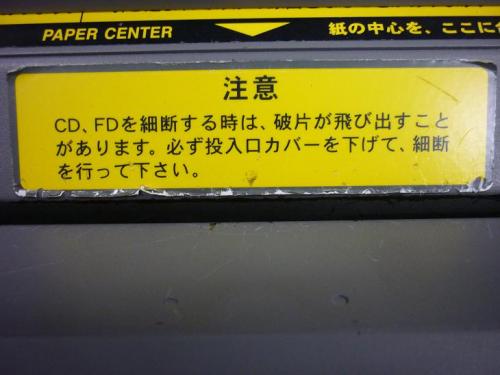 PAPER CENTER 紙の中心を、ここに
注意
CD、FDを細断する時は、破片が飛び出すこと
があります。必ず投入口カバーを下げて、細断
を行って下さい。